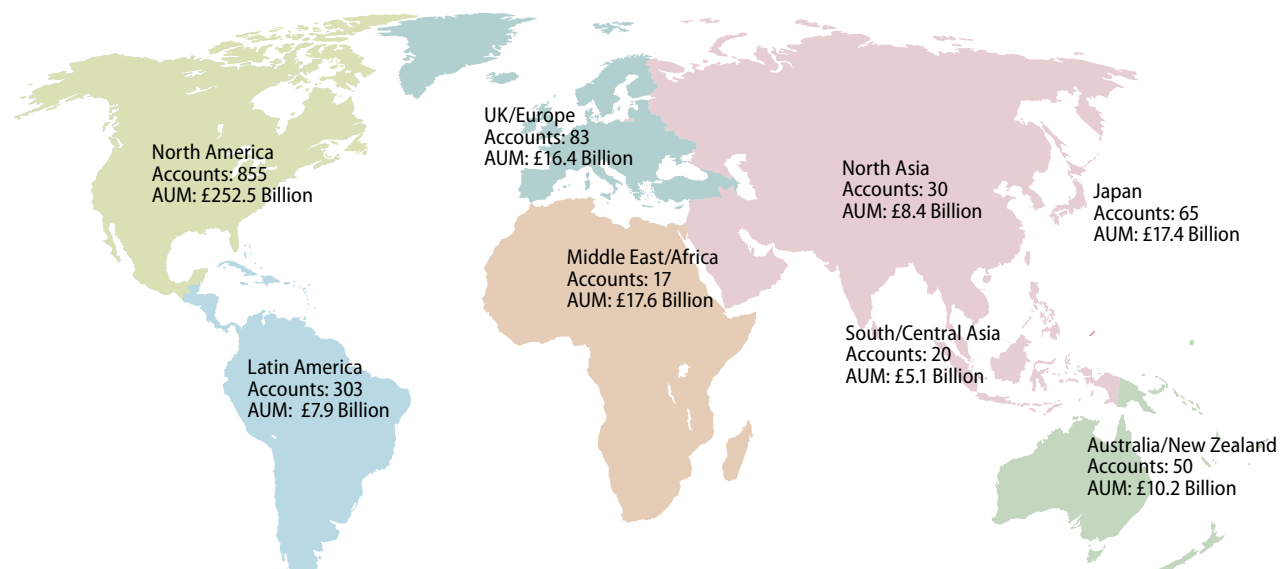 North America
Accounts: 855
AUM: £252.5 Billion
UK/Europe
Accounts: 83
AUM: £16.4 Billion
North Asia
Accounts: 30
AUM: £8.4 Billion
Japan
Accounts: 65
AUM: £17.4 Billion
Middle East/Africa
Accounts: 17
AUM: £17.6 Billion
South/Central Asia
Accounts: 20
AUM: £5.1 Billion
Latin America
Accounts: 303
AUM:  £7.9 Billion
Australia/New Zealand
Accounts: 50
AUM: £10.2 Billion